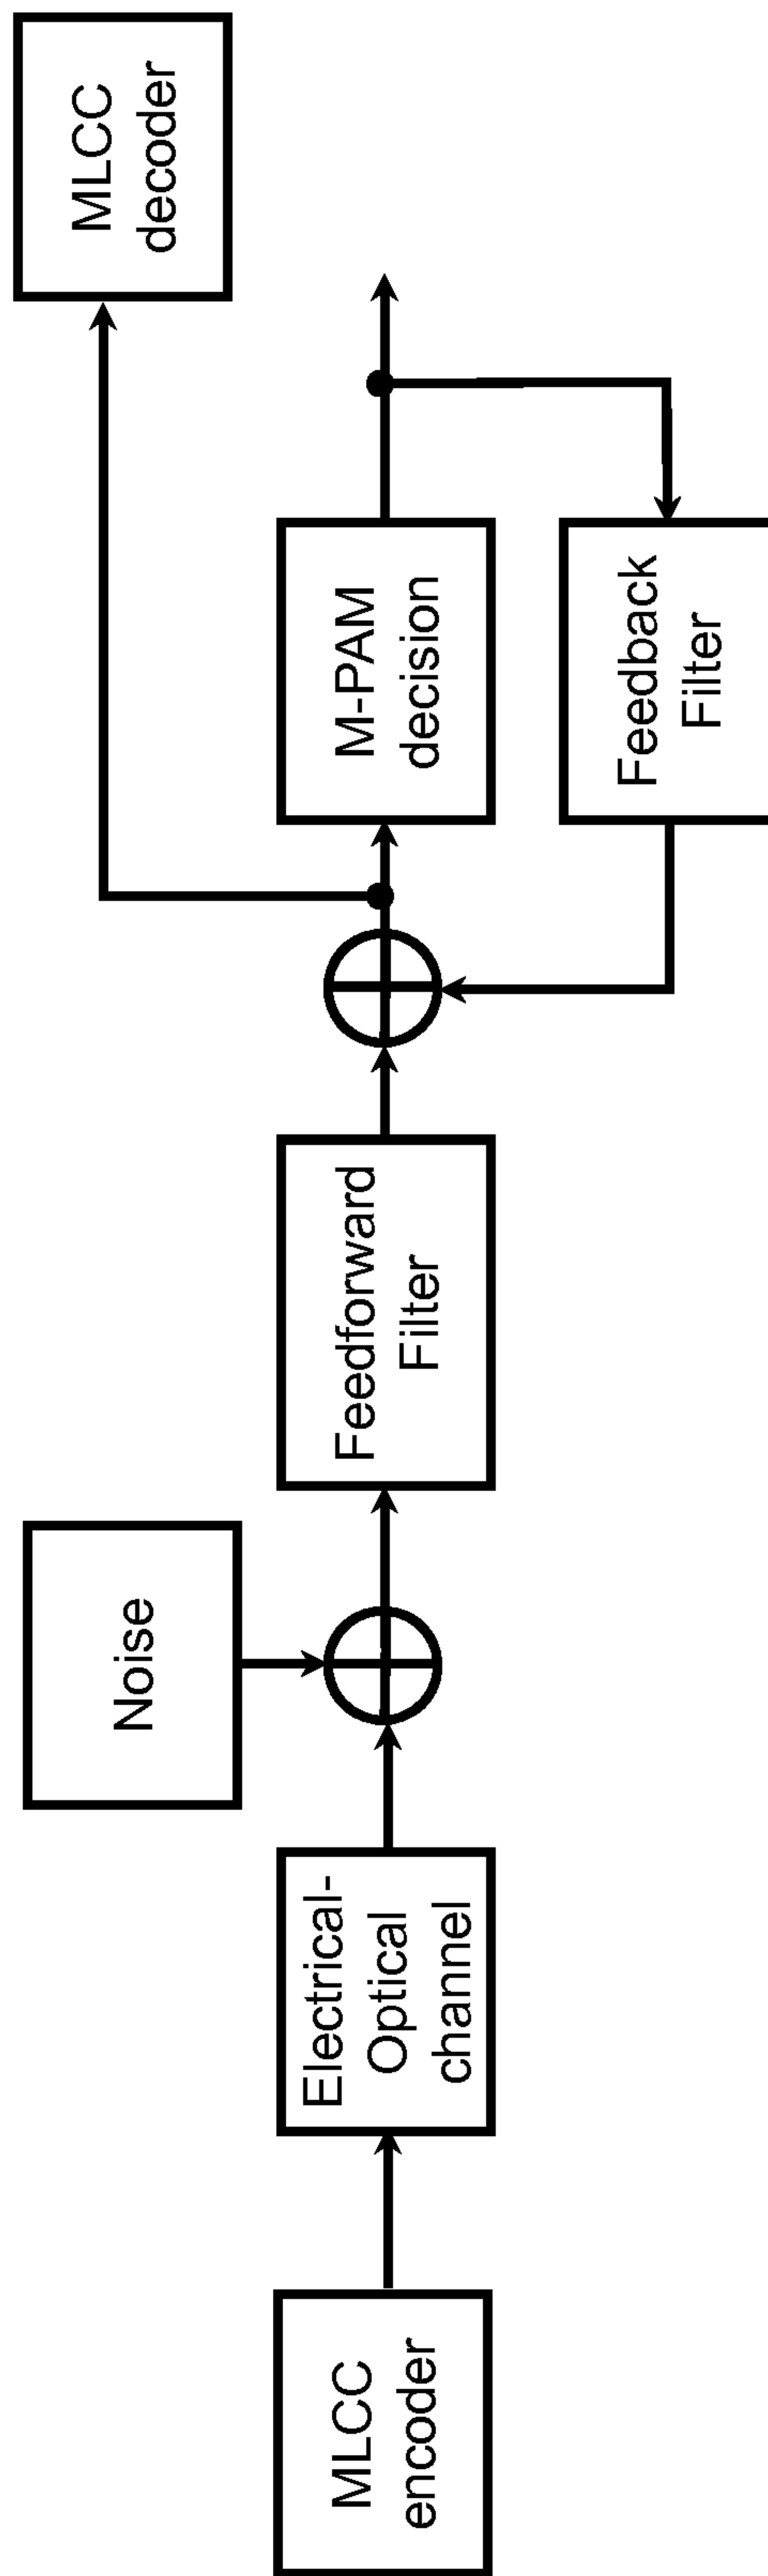 MLCC
encoder
Electrical-
Optical
channel
Noise
Feedforward
Filter
M-PAM
decision
Feedback
Filter
MLCC
decoder